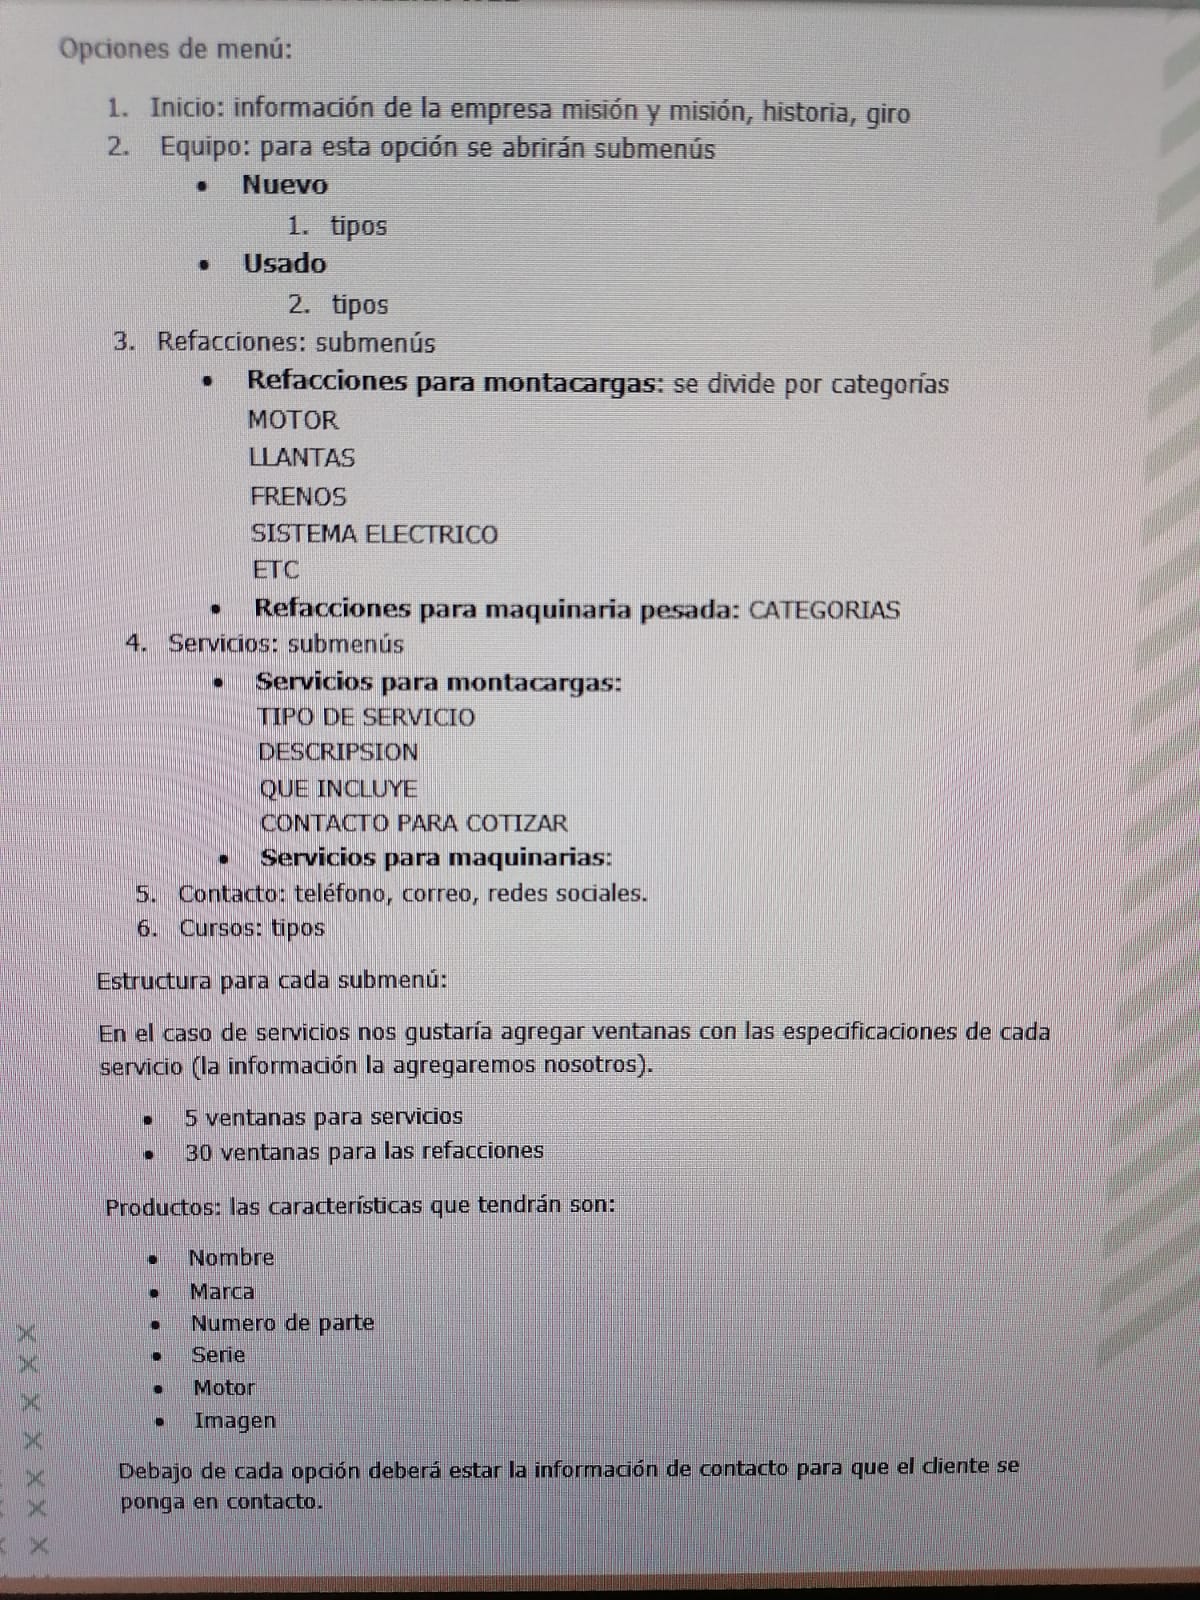 Opciones de menú:
1. Inicio: información de la empresa misión y misión, historia, giro
2. Equipo: para esta opción se abrirán submenús
• Nuevo
1. tipos
• Usado
2. tipos
3. Refacciones: submenús
• Refacciones para montacargas: se divide por categorías
MOTOR
LLANTAS
FRENOS
SISTEMA ELECTRICO
ETC
• Refacciones para maquinaria pesada: CATEGORIAS
4. Servicios: submenús
• Servicios para montacargas:
TIPO DE SERVICIO
DESCRIPSION
QUE INCLUYE
CONTACTO PARA COTIZAR
• Servicios para maquinarias:
5. Contacto: teléfono, correo, redes sociales.
6. Cursos: tipos
Estructura para cada submenú:
En el caso de servicios nos gustaría agregar ventanas con las especificaciones de cada
servicio (la información la agregaremos nosotros).
• 5 ventanas para servicios
• 30 ventanas para las refacciones
Productos: las características que tendrán son:
• Nombre
• Marca
• Numero de parte
• Serie
• Motor
• Imagen
Debajo de cada opción deberá estar la información de contacto para que el cliente se
ponga en contacto.